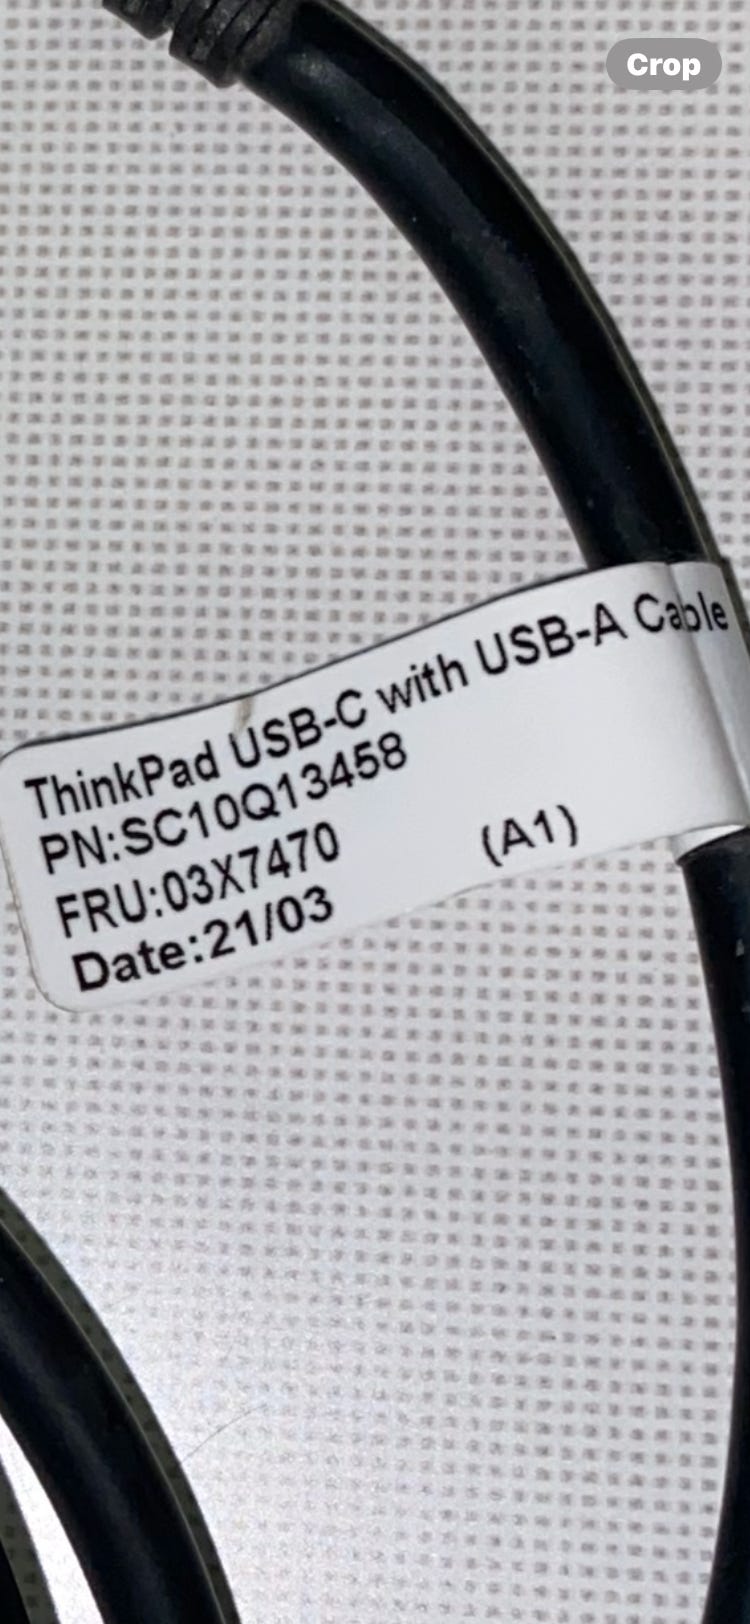 Crop
ThinkPad USB-C with USB-A Cable
PN:SC10Q13458
FRU:03X7470 (A1)
Date:21/03